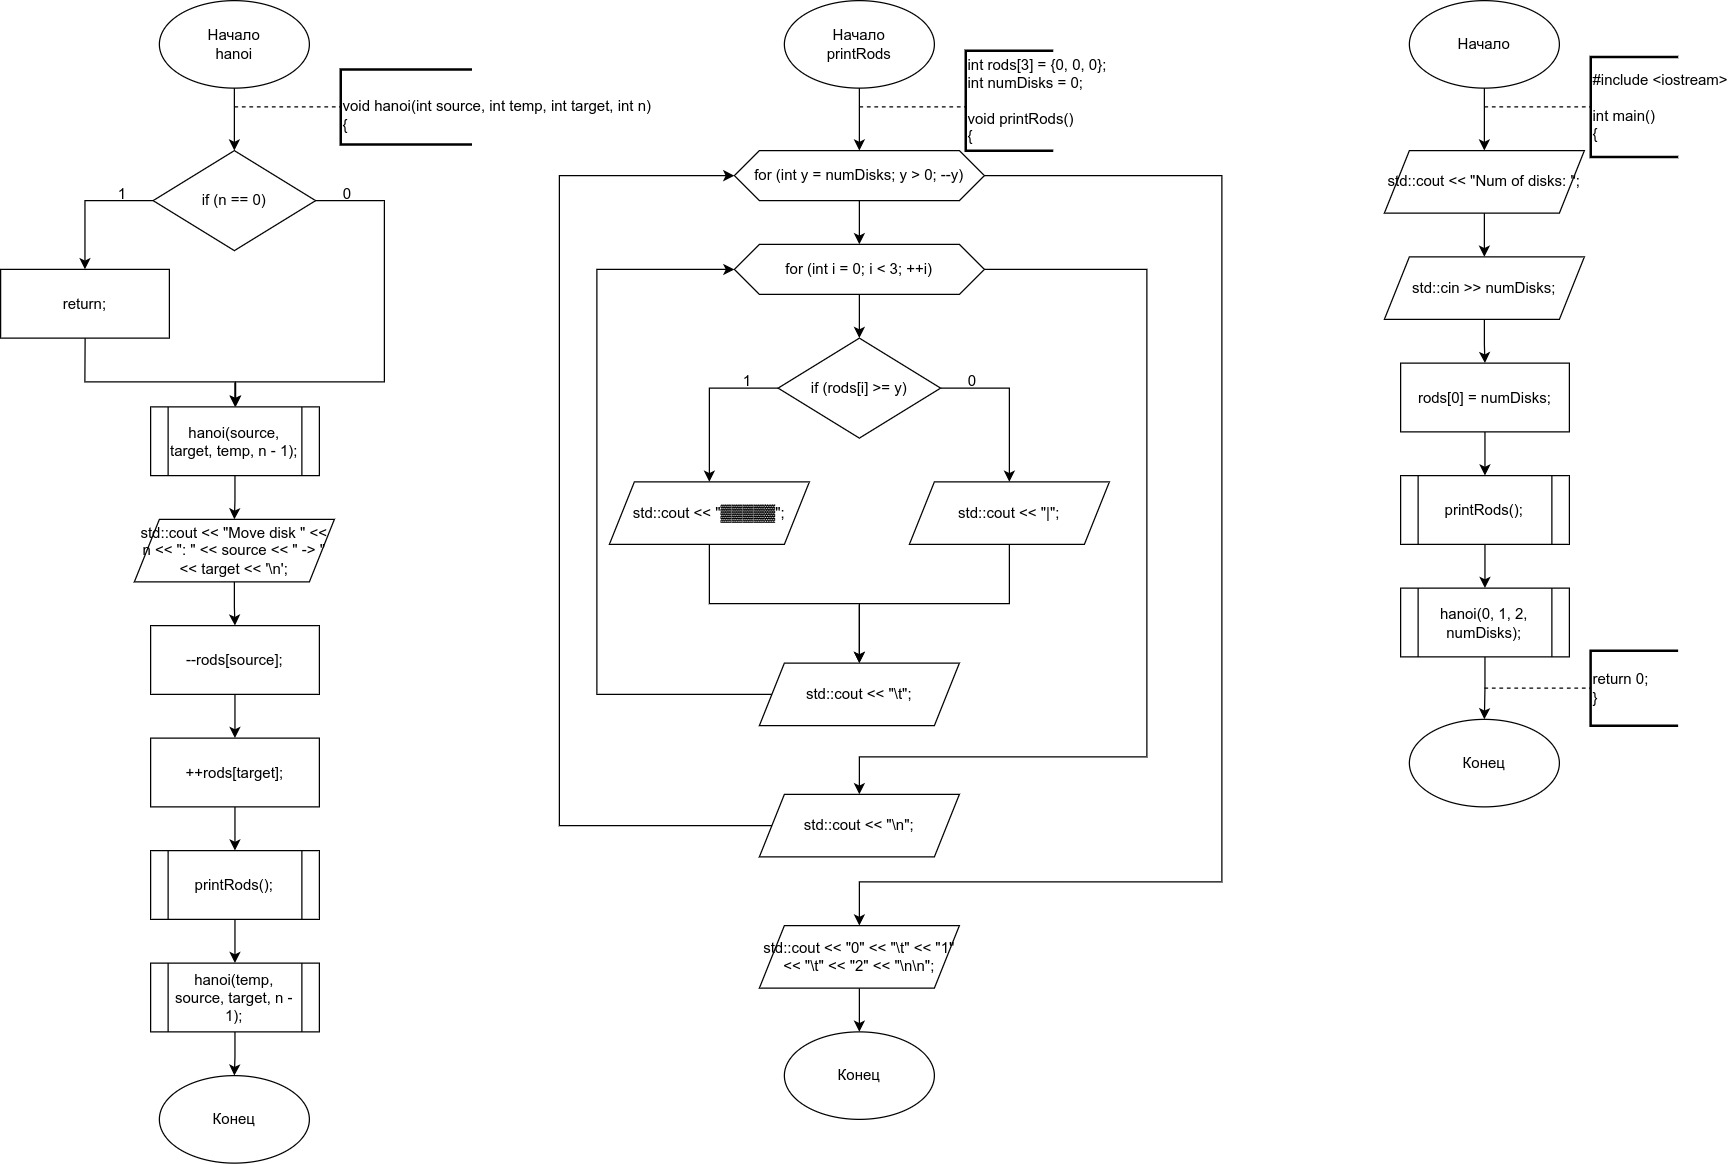 Начало
hanoi
void hanoi(int source, int temp, int target, int n)
{
if (n == 0)
1
0
return;
hanoi(source,
target, temp, n - 1);
std::cout << "Move disk " <<
n << ": " << source << " -> "
<< target << '\n';
--rods[source];
++rods[target];
printRods();
hanoi(temp,
source, target, n -
1);
Конец
Начало
printRods
int rods[3] = {0, 0, 0};
int numDisks = 0;
void printRods()
{
for (int y = numDisks; y > 0; --y)
for (int i = 0; i < 3; ++i)
if (rods[i] >= y)
1
0
std::cout << "▓▓▓▓▓";
std::cout << "|";
std::cout << "\t";
std::cout << "\n";
std::cout << "0" << "\t" << "1"
<< "\t" << "2" << "\n\n";
Конец
Начало
#include <iostream>
int main()
{
std::cout << "Num of disks: ";
std::cin >> numDisks;
rods[0] = numDisks;
printRods();
hanoi(0, 1, 2,
numDisks);
return 0;
}
Конец